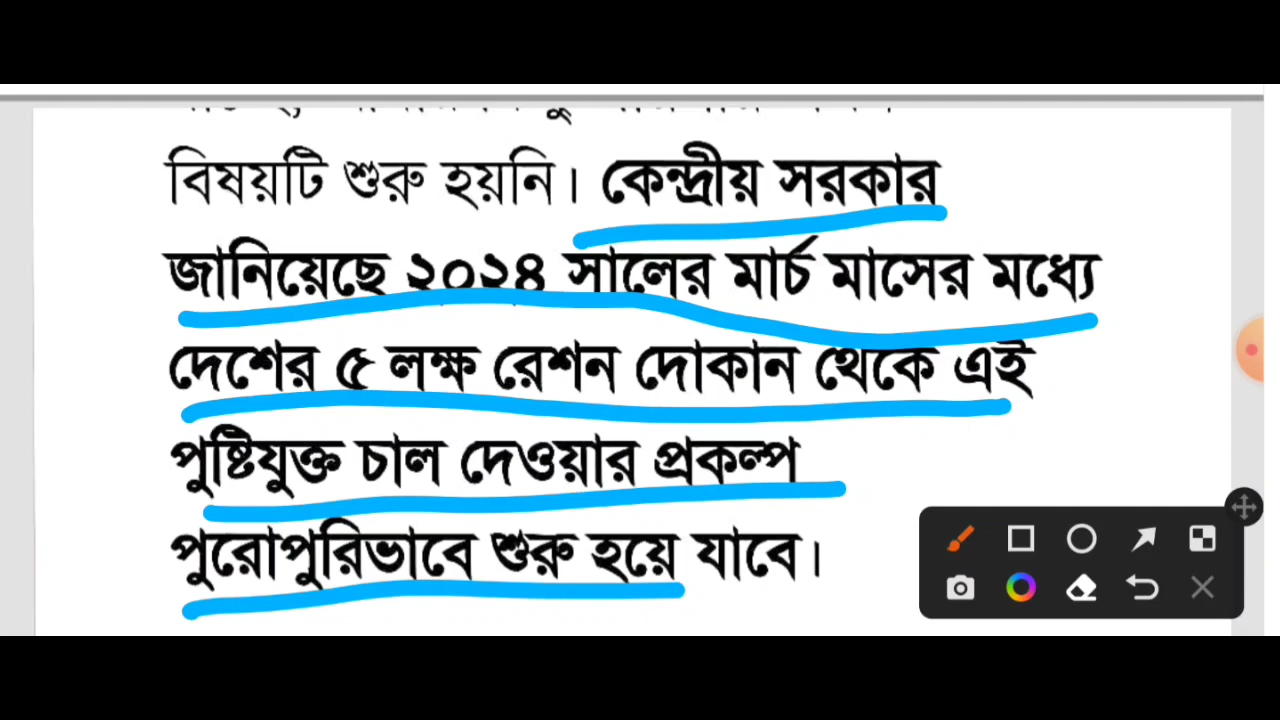 বিষয়টি শুরু হয়নি। কেন্দ্রীয় সরকার
জানিয়েছে ২০২৪ সালের মার্চ মাসের মধ্যে
দেশের ৫ লক্ষ রেশন দোকান থেকে এই
পুষ্টিযুক্ত চাল দেওয়ার প্রকল্প
পুরোপুরিভাবে শুরু হয়ে যাবে।